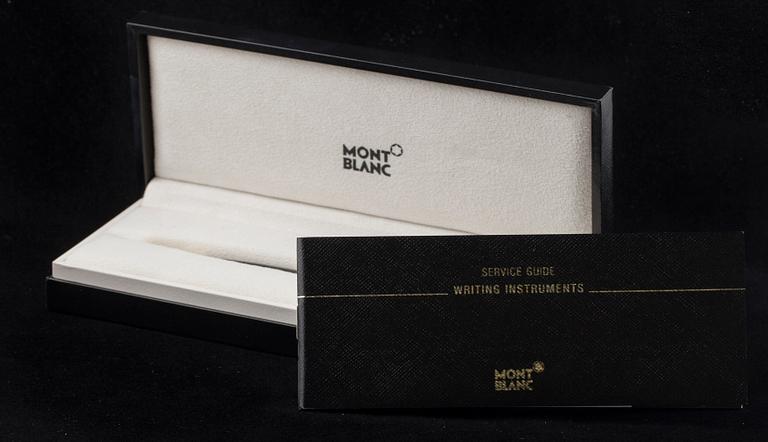 MONT
BLANC
SERVICE GUIDE
WRITING INSTRUMENTS
MONT
BLANC